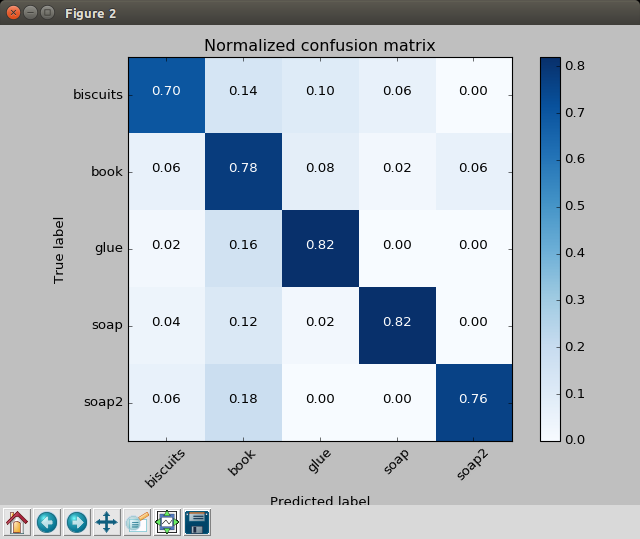 Figure 2
Normalized confusion matrix
biscuits 0.70 0.14 0.10 0.06 0.00
book 0.06 0.78 0.08 0.02 0.06
glue 0.02 0.16 0.82 0.00 0.00
soap 0.04 0.12 0.02 0.82 0.00
soap2 0.06 0.18 0.00 0.00 0.76
True label
biscuits book glue soap soap2
Predicted label
0.8
0.7
0.6
0.5
0.4
0.3
0.2
0.1
0.0